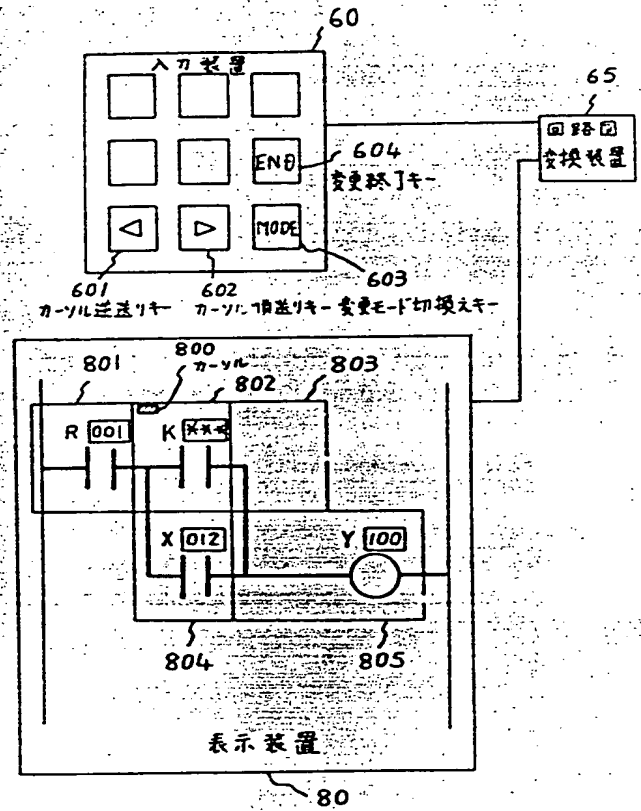 60
入力装置
65
回路図
変換装置
END
604
変更終了キー
◁ ▷ MODE
601 602 603
カーソル逆送りキー カーソル順送りキー 変更モード切換えキー
801 800 802 803
カーソル
R 001 K ***
X 012 Y 100
804 805
表示装置
80